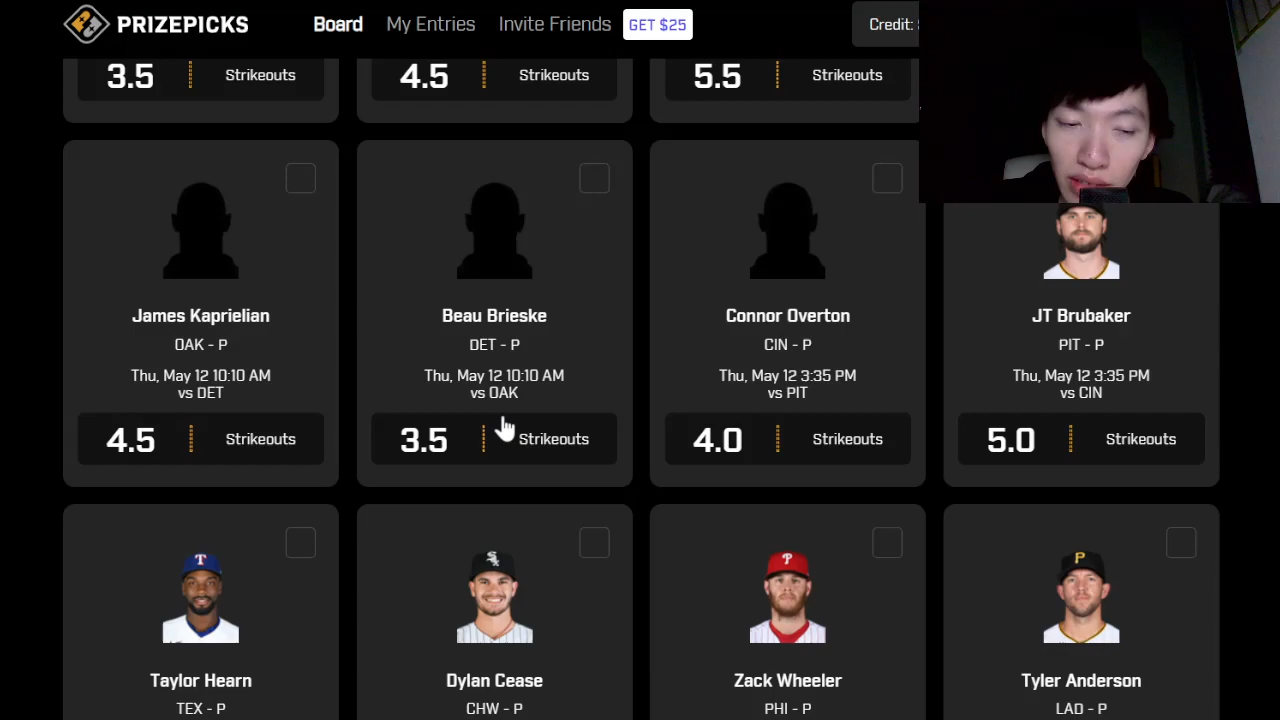 PRIZEPICKS
Board
My Entries
Invite Friends
GET $25
Credit:
3.5 Strikeouts
4.5 Strikeouts
5.5 Strikeouts
James Kaprielian
OAK - P
Thu, May 12 10:10 AM
vs DET
4.5 Strikeouts
Beau Brieske
DET - P
Thu, May 12 10:10 AM
vs OAK
3.5 Strikeouts
Connor Overton
CIN - P
Thu, May 12 3:35 PM
vs PIT
4.0 Strikeouts
JT Brubaker
PIT - P
Thu, May 12 3:35 PM
vs CIN
5.0 Strikeouts
Taylor Hearn
TEX - P
Dylan Cease
CHW - P
Zack Wheeler
PHI - P
Tyler Anderson
LAD - P